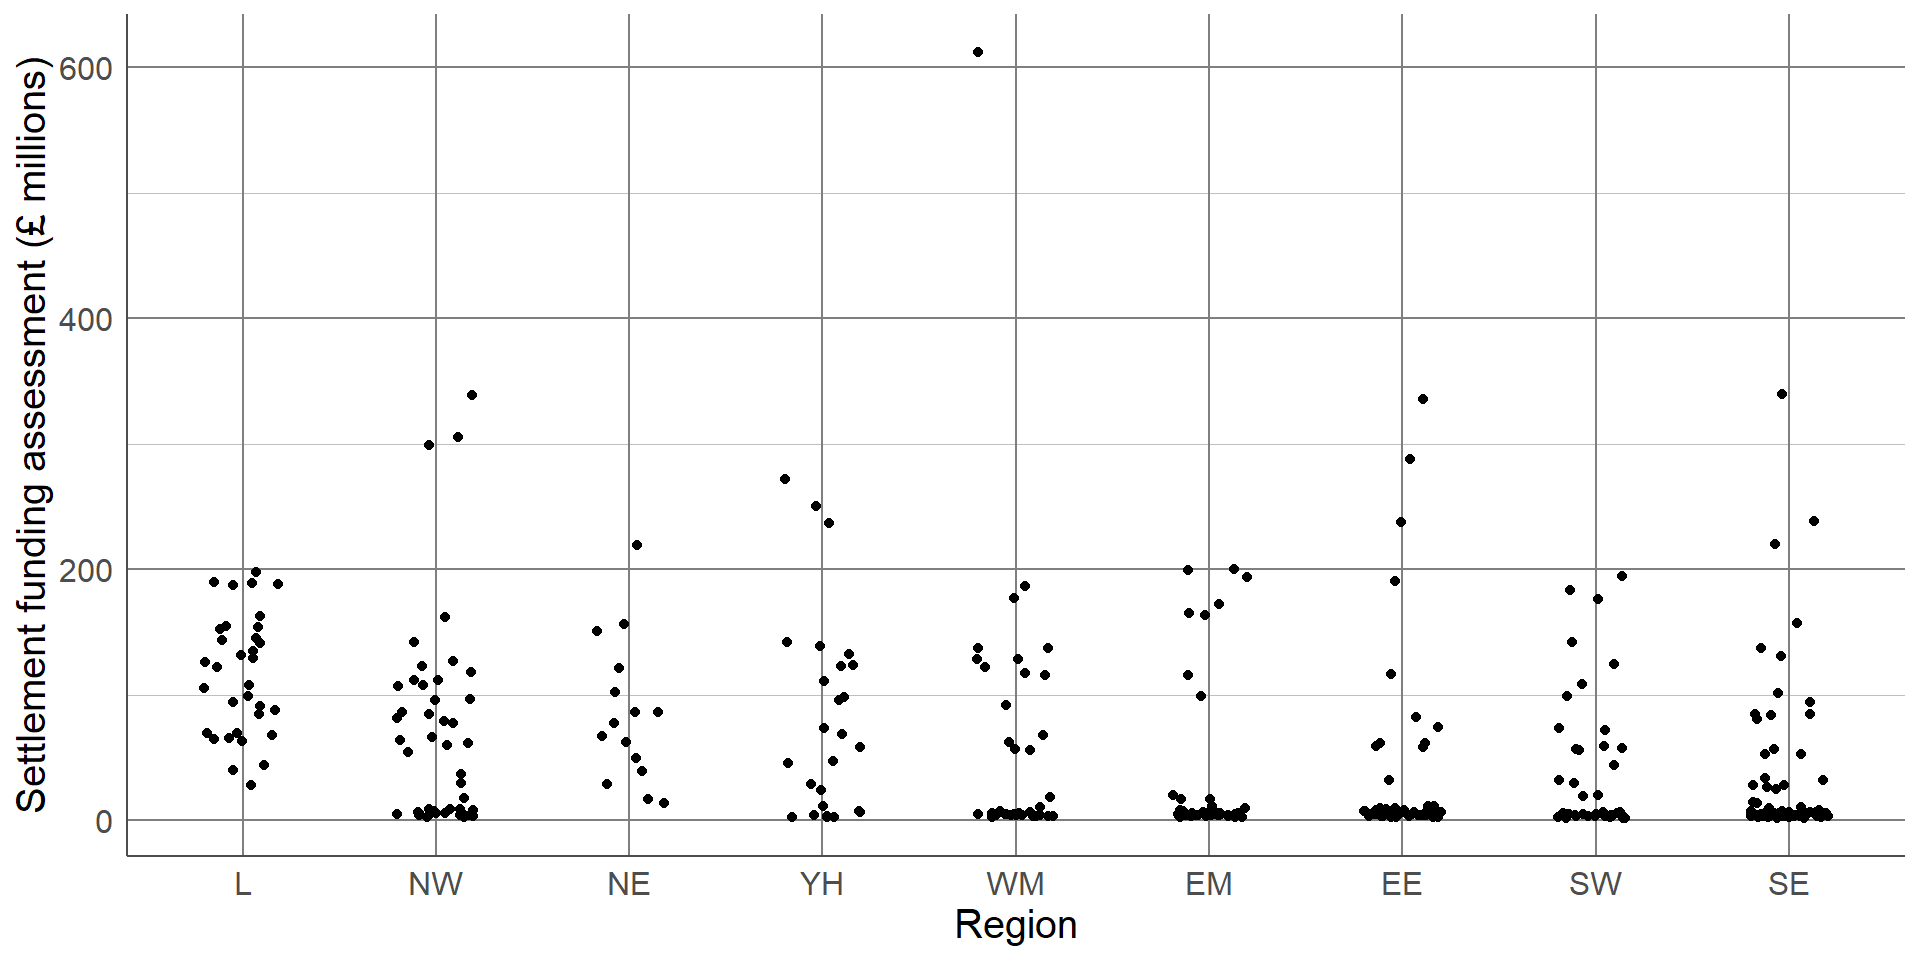 Settlement funding assessment (£ millions)
600
400
200
0
L NW NE YH WM EM EE SW SE
Region